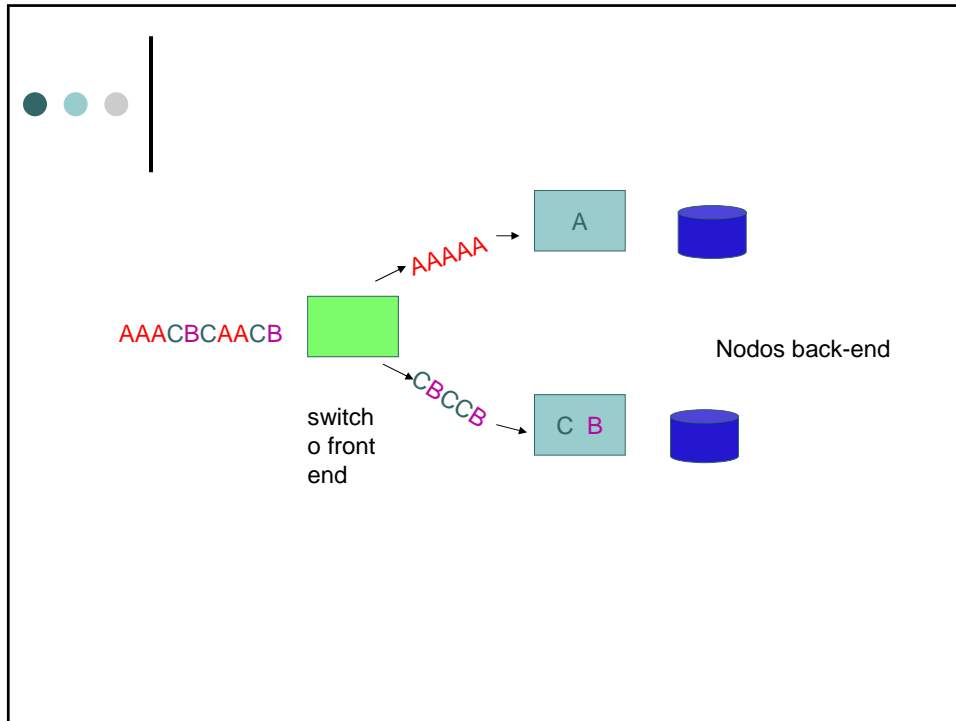 A
AAAAA
AAACBCAACB
Nodos back-end
CBCCB
switch
o front
end
C B